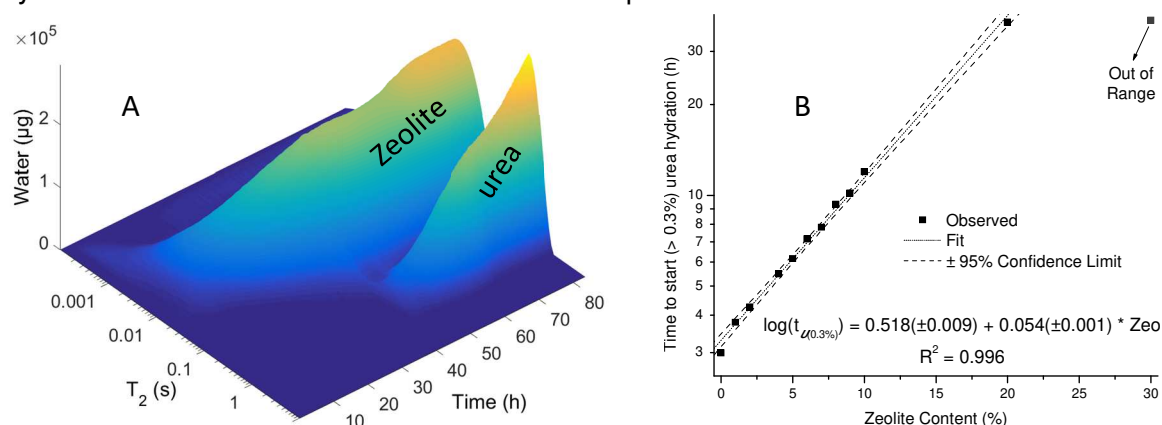 ×10⁵
A
Water (µg)
2
1
0
Zeolite
urea
0.001
0.01
0.1
1
T₂ (s)
10
20
30
40
50
60
70
80
Time (h)
B
Time to start (> 0.3%) urea hydration (h)
30
20
10
9
8
7
6
5
4
3
Out of
Range
Observed
Fit
± 95% Confidence Limit
log(t𝑢(0.3%)) = 0.518(±0.009) + 0.054(±0.001) * Zeo
R² = 0.996
0
5
10
15
20
25
30
Zeolite Content (%)